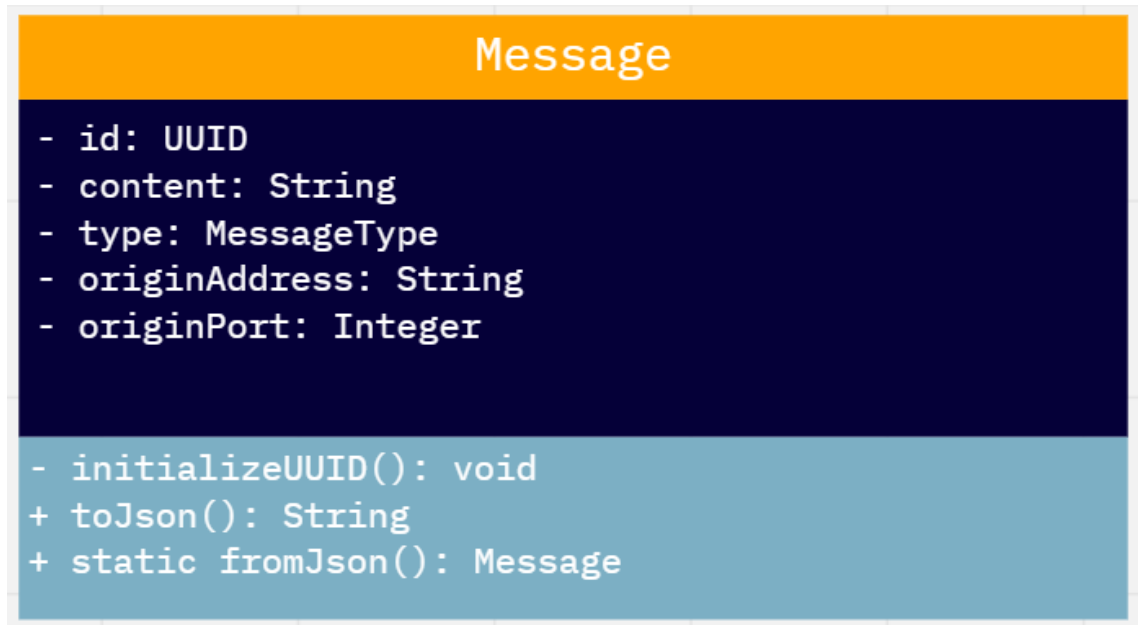 Message
- id: UUID
- content: String
- type: MessageType
- originAddress: String
- originPort: Integer
- initializeUUID(): void
+ toJson(): String
+ static fromJson(): Message